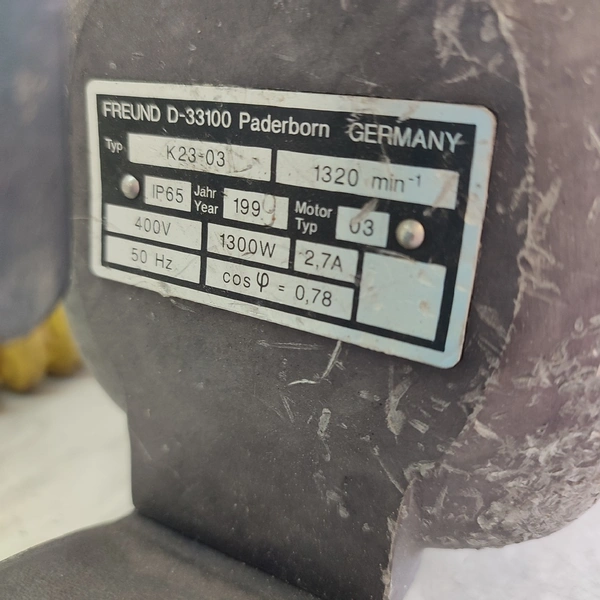 FREUND D-33100 Paderborn GERMANY
Typ K23-03 1320 min⁻¹
IP65 Jahr Year 1999 Motor Typ 03
400V 1300W 2,7A
50 Hz cos φ = 0,78